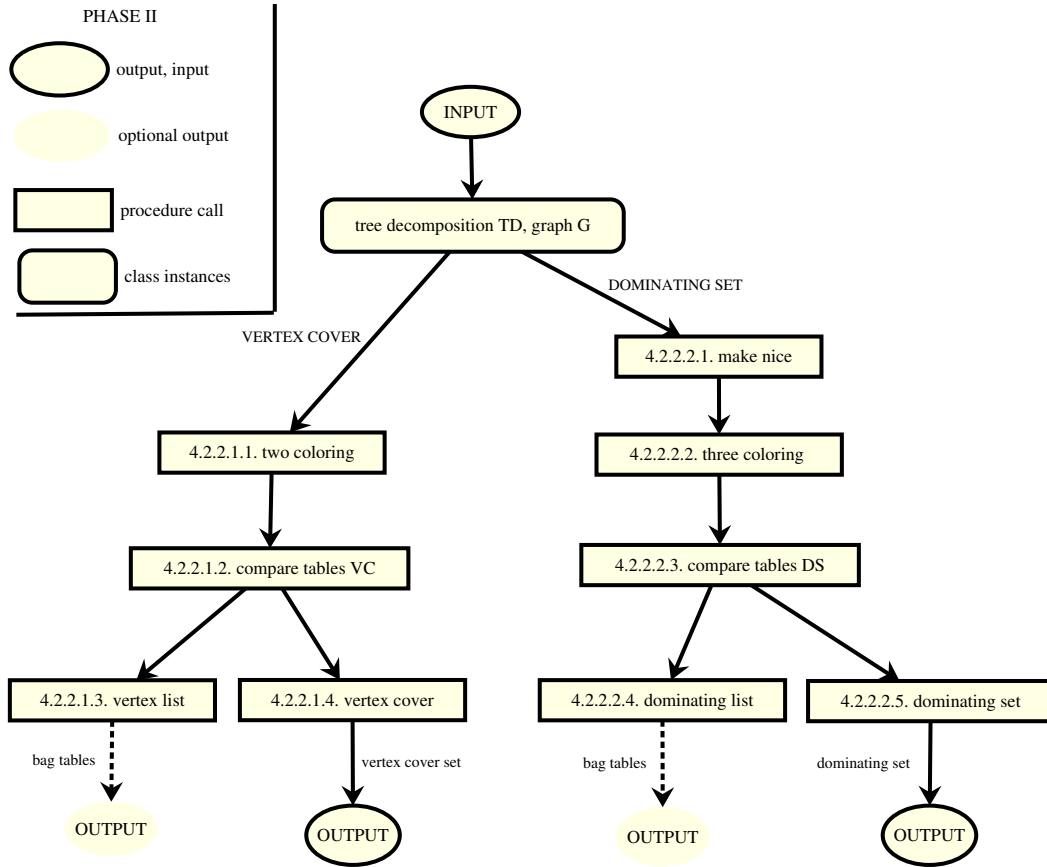 PHASE II
output, input
optional output
procedure call
class instances
INPUT
tree decomposition TD, graph G
DOMINATING SET
VERTEX COVER
4.2.2.2.1. make nice
4.2.2.1.1. two coloring
4.2.2.2.2. three coloring
4.2.2.1.2. compare tables VC
4.2.2.2.3. compare tables DS
4.2.2.1.3. vertex list
4.2.2.1.4. vertex cover
4.2.2.2.4. dominating list
4.2.2.2.5. dominating set
bag tables
vertex cover set
bag tables
dominating set
OUTPUT
OUTPUT
OUTPUT
OUTPUT